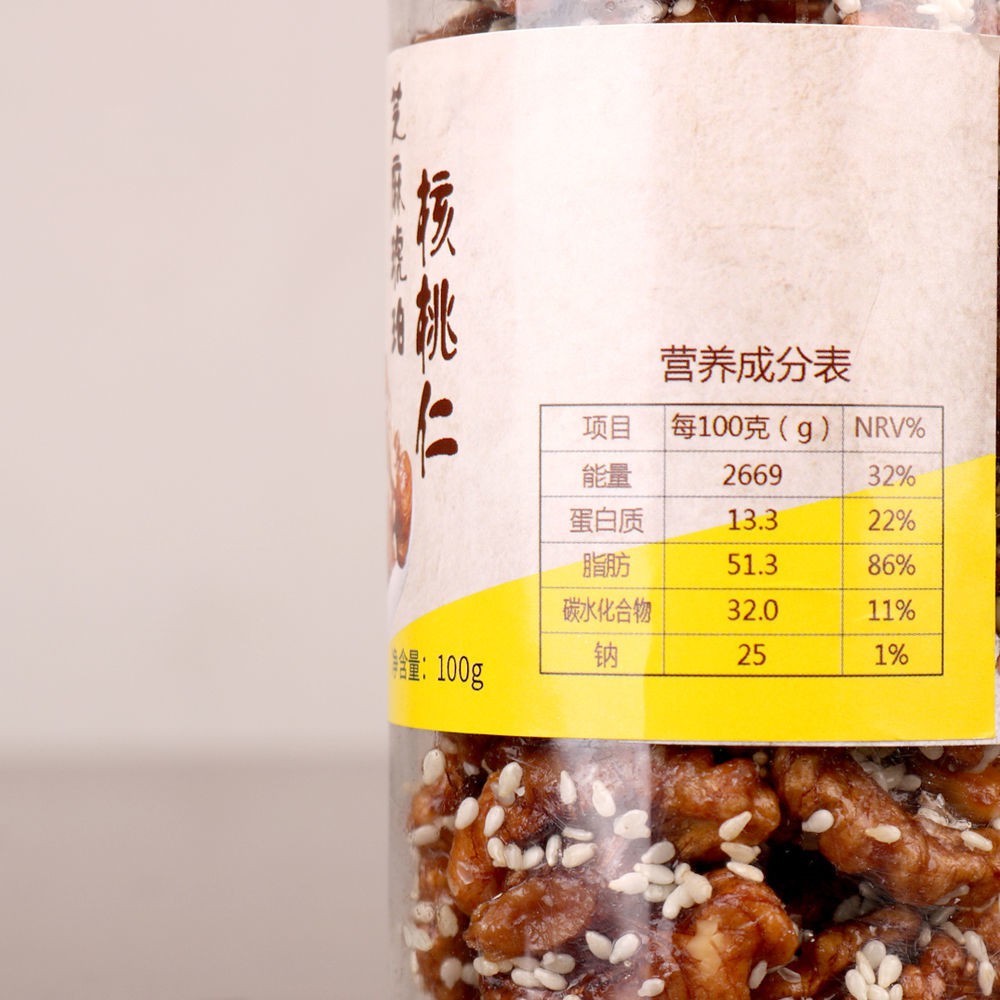 芝麻琥珀
核桃仁
净含量：100g
营养成分表
项目 每100克（g） NRV%
能量 2669 32%
蛋白质 13.3 22%
脂肪 51.3 86%
碳水化合物 32.0 11%
钠 25 1%